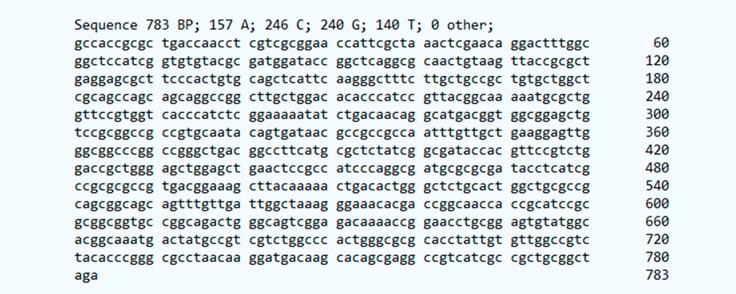 Sequence 783 BP; 157 A; 246 C; 240 G; 140 T; 0 other;
gccaccgcgc tgaccaacct cgtcgcggaa ccattcgcta aactcgaaca ggactttggc 60
ggctccatcg gtgtgtacgc gatggatacc ggctcaggcg caactgtaag ttaccgcgct 120
gaggagcgct tcccactgtg cagctcattc aagggctttc ttgctgccgc tgtgctggct 180
cgcagccagc agcaggccgg cttgctggac acacccatcc gttacggcaa aaatgcgctg 240
gttccgtggt cacccatctc ggaaaaatat ctgacaacag gcatgacggt ggcggagctg 300
tccgcggccg ccgtgcaata cagtgataac gccgccgcca atttgttgct gaaggagttg 360
ggcggcccgg ccgggctgac ggccttcatg cgctctatcg gcgataccac gttccgtctg 420
gaccgctggg agctggagct gaactccgcc atcccaggcg atgcgcgcga tacctcatcg 480
ccgcgcgccg tgacggaaag cttacaaaaa ctgacactgg gctctgcact ggctgcgccg 540
cagcggcagc agtttgttga ttggctaaag ggaaacacga ccggcaacca ccgcatccgc 600
gcggcggtgc cggcagactg ggcagtcgga gacaaaaccg gaacctgcgg agtgtatggc 660
acggcaaatg actatgccgt cgtctggccc actgggcgcg cacctattgt gttggccgtc 720
tacacccggg cgcctaacaa ggatgacaag cacagcgagg ccgtcatcgc cgctgcggct 780
aga 783